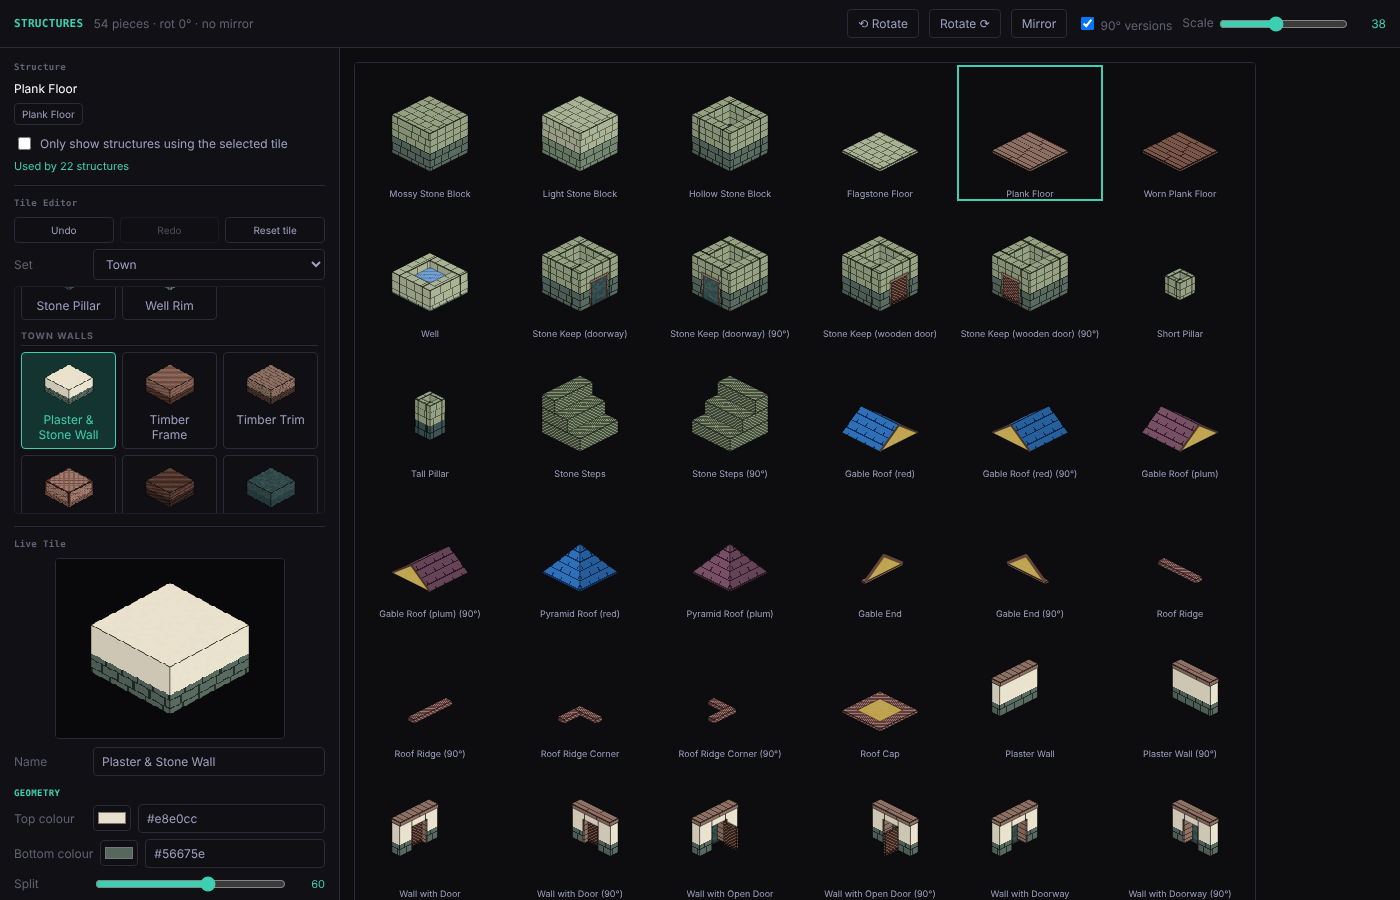 STRUCTURES 54 pieces · rot 0° · no mirror
⟲ Rotate
Rotate ⟳
Mirror
90° versions
Scale
38
Structure
Plank Floor
Plank Floor
Only show structures using the selected tile
Used by 22 structures
Tile Editor
Undo
Redo
Reset tile
Set
Town
Stone Pillar
Well Rim
TOWN WALLS
Plaster &
Stone Wall
Timber
Frame
Timber Trim
Live Tile
Name
Plaster & Stone Wall
GEOMETRY
Top colour
#e8e0cc
Bottom colour
#56675e
Split
60
Mossy Stone Block
Light Stone Block
Hollow Stone Block
Flagstone Floor
Plank Floor
Worn Plank Floor
Well
Stone Keep (doorway)
Stone Keep (doorway) (90°)
Stone Keep (wooden door)
Stone Keep (wooden door) (90°)
Short Pillar
Tall Pillar
Stone Steps
Stone Steps (90°)
Gable Roof (red)
Gable Roof (red) (90°)
Gable Roof (plum)
Gable Roof (plum) (90°)
Pyramid Roof (red)
Pyramid Roof (plum)
Gable End
Gable End (90°)
Roof Ridge
Roof Ridge (90°)
Roof Ridge Corner
Roof Ridge Corner (90°)
Roof Cap
Plaster Wall
Plaster Wall (90°)
Wall with Door
Wall with Door (90°)
Wall with Open Door
Wall with Open Door (90°)
Wall with Doorway
Wall with Doorway (90°)